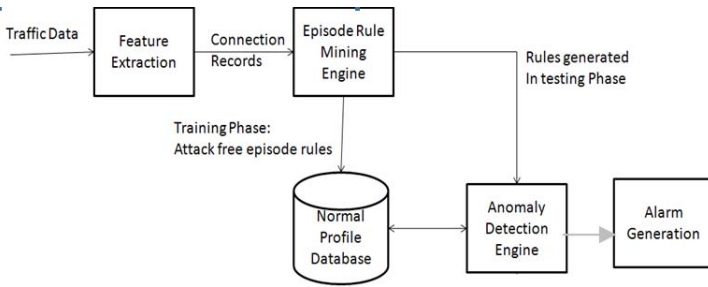 Traffic Data
Feature
Extraction
Connection
Records
Episode Rule
Mining
Engine
Rules generated
In testing Phase
Training Phase:
Attack free episode rules
Normal
Profile
Database
Anomaly
Detection
Engine
Alarm
Generation